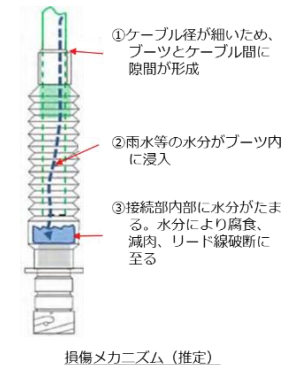 ①ケーブル径が細いため、
ブーツとケーブル間に
隙間が形成
②雨水等の水分がブーツ内
に浸入
③接続部内部に水分がたま
る。水分により腐食、
減肉、リード線破断に
至る
損傷メカニズム（推定）